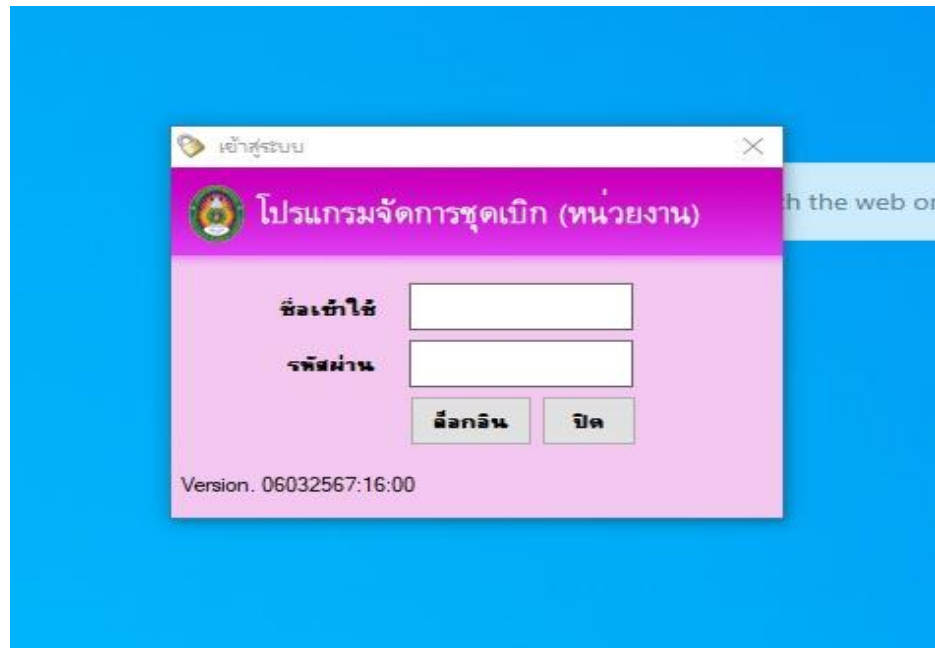 เข้าสู่ระบบ
โปรแกรมจัดการชุดเบิก (หน่วยงาน)
h the web or
ชื่อเข้าใช้
รหัสผ่าน
ล็อกอิน ปิด
Version. 06032567:16:00